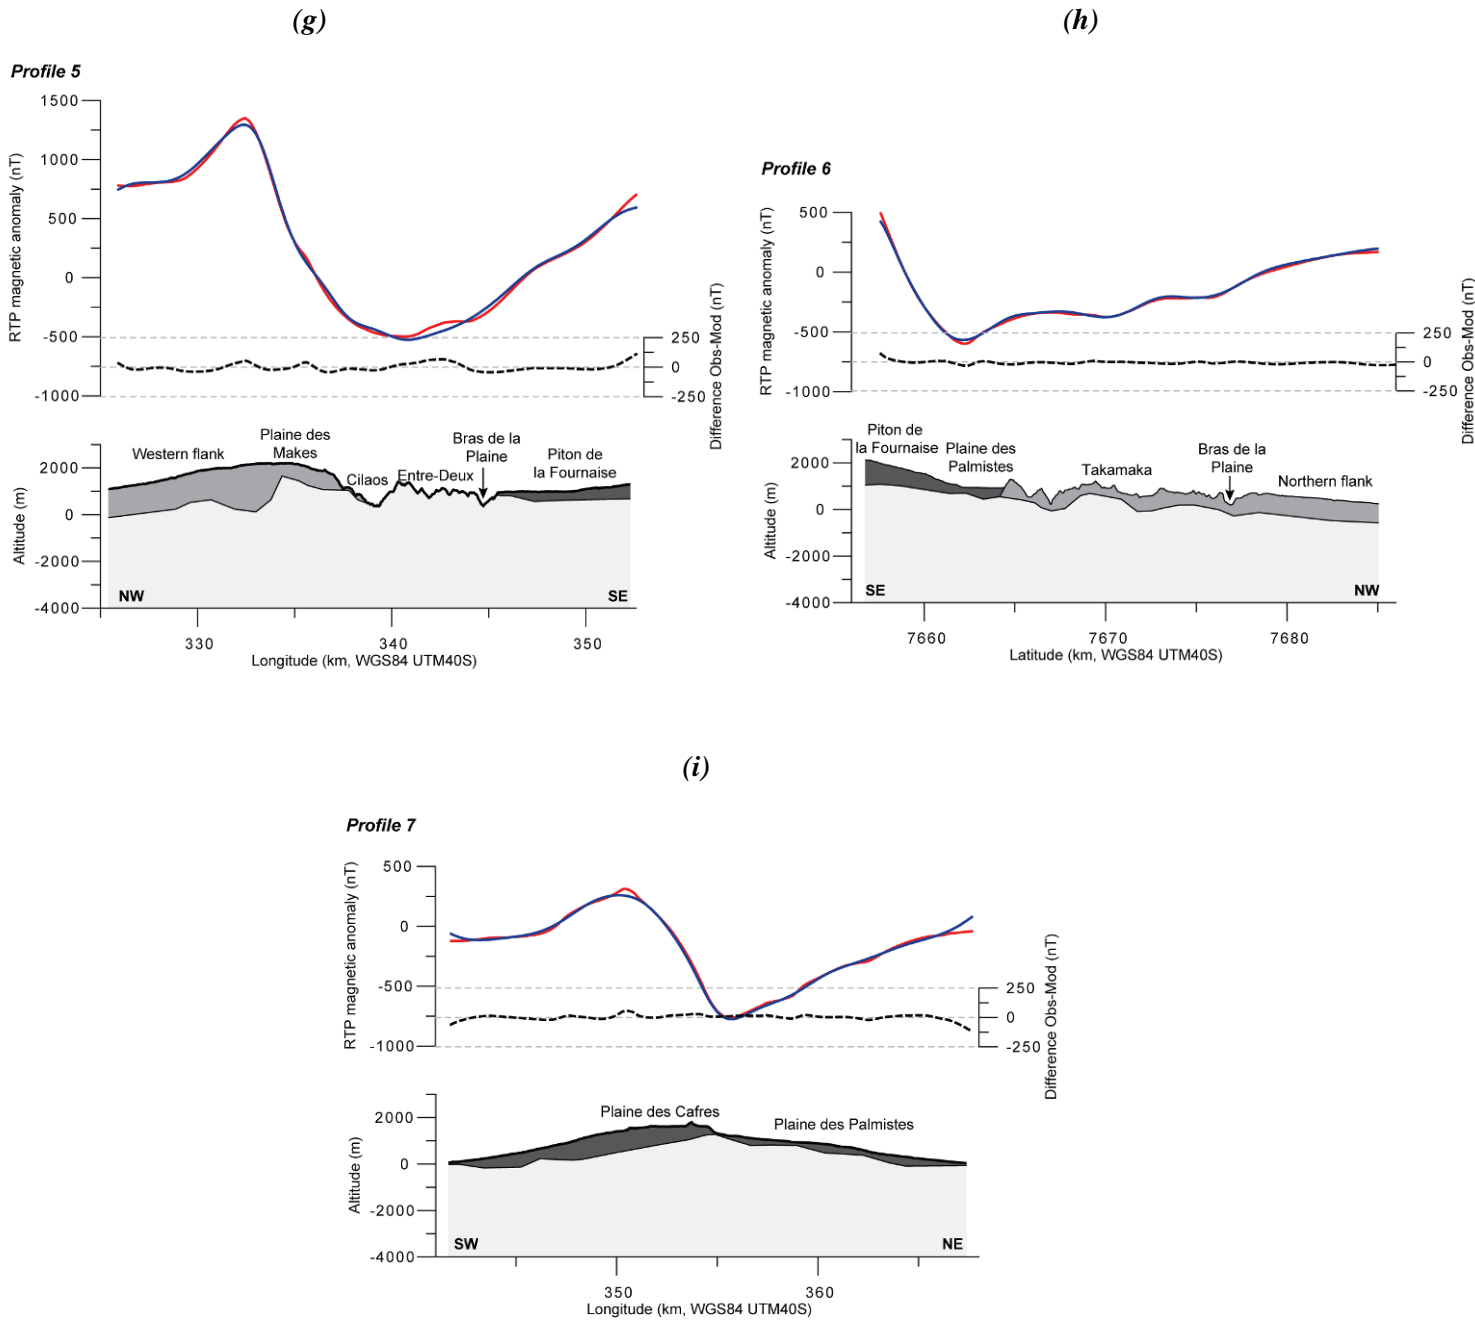 (g)
Profile 5
1500
1000
500
0
-500
-1000
RTP magnetic anomaly (nT)
250
0
-250
Difference Obs-Mod (nT)
Western flank
Plaine des
Makes
Cilaos
Entre-Deux
Bras de la
Plaine
Piton de
la Fournaise
2000
0
-2000
-4000
Altitude (m)
NW
SE
330
340
350
Longitude (km, WGS84 UTM40S)
(h)
Profile 6
500
0
-500
-1000
RTP magnetic anomaly (nT)
250
0
-250
Difference Obs-Mod (nT)
Piton de
la Fournaise
Plaine des
Palmistes
Takamaka
Bras de la
Plaine
Northern flank
2000
0
-2000
-4000
Altitude (m)
SE
NW
7660
7670
7680
Latitude (km, WGS84 UTM40S)
(i)
Profile 7
500
0
-500
-1000
RTP magnetic anomaly (nT)
250
0
-250
Difference Obs-Mod (nT)
Plaine des Cafres
Plaine des Palmistes
2000
0
-2000
-4000
Altitude (m)
SW
NE
350
360
Longitude (km, WGS84 UTM40S)